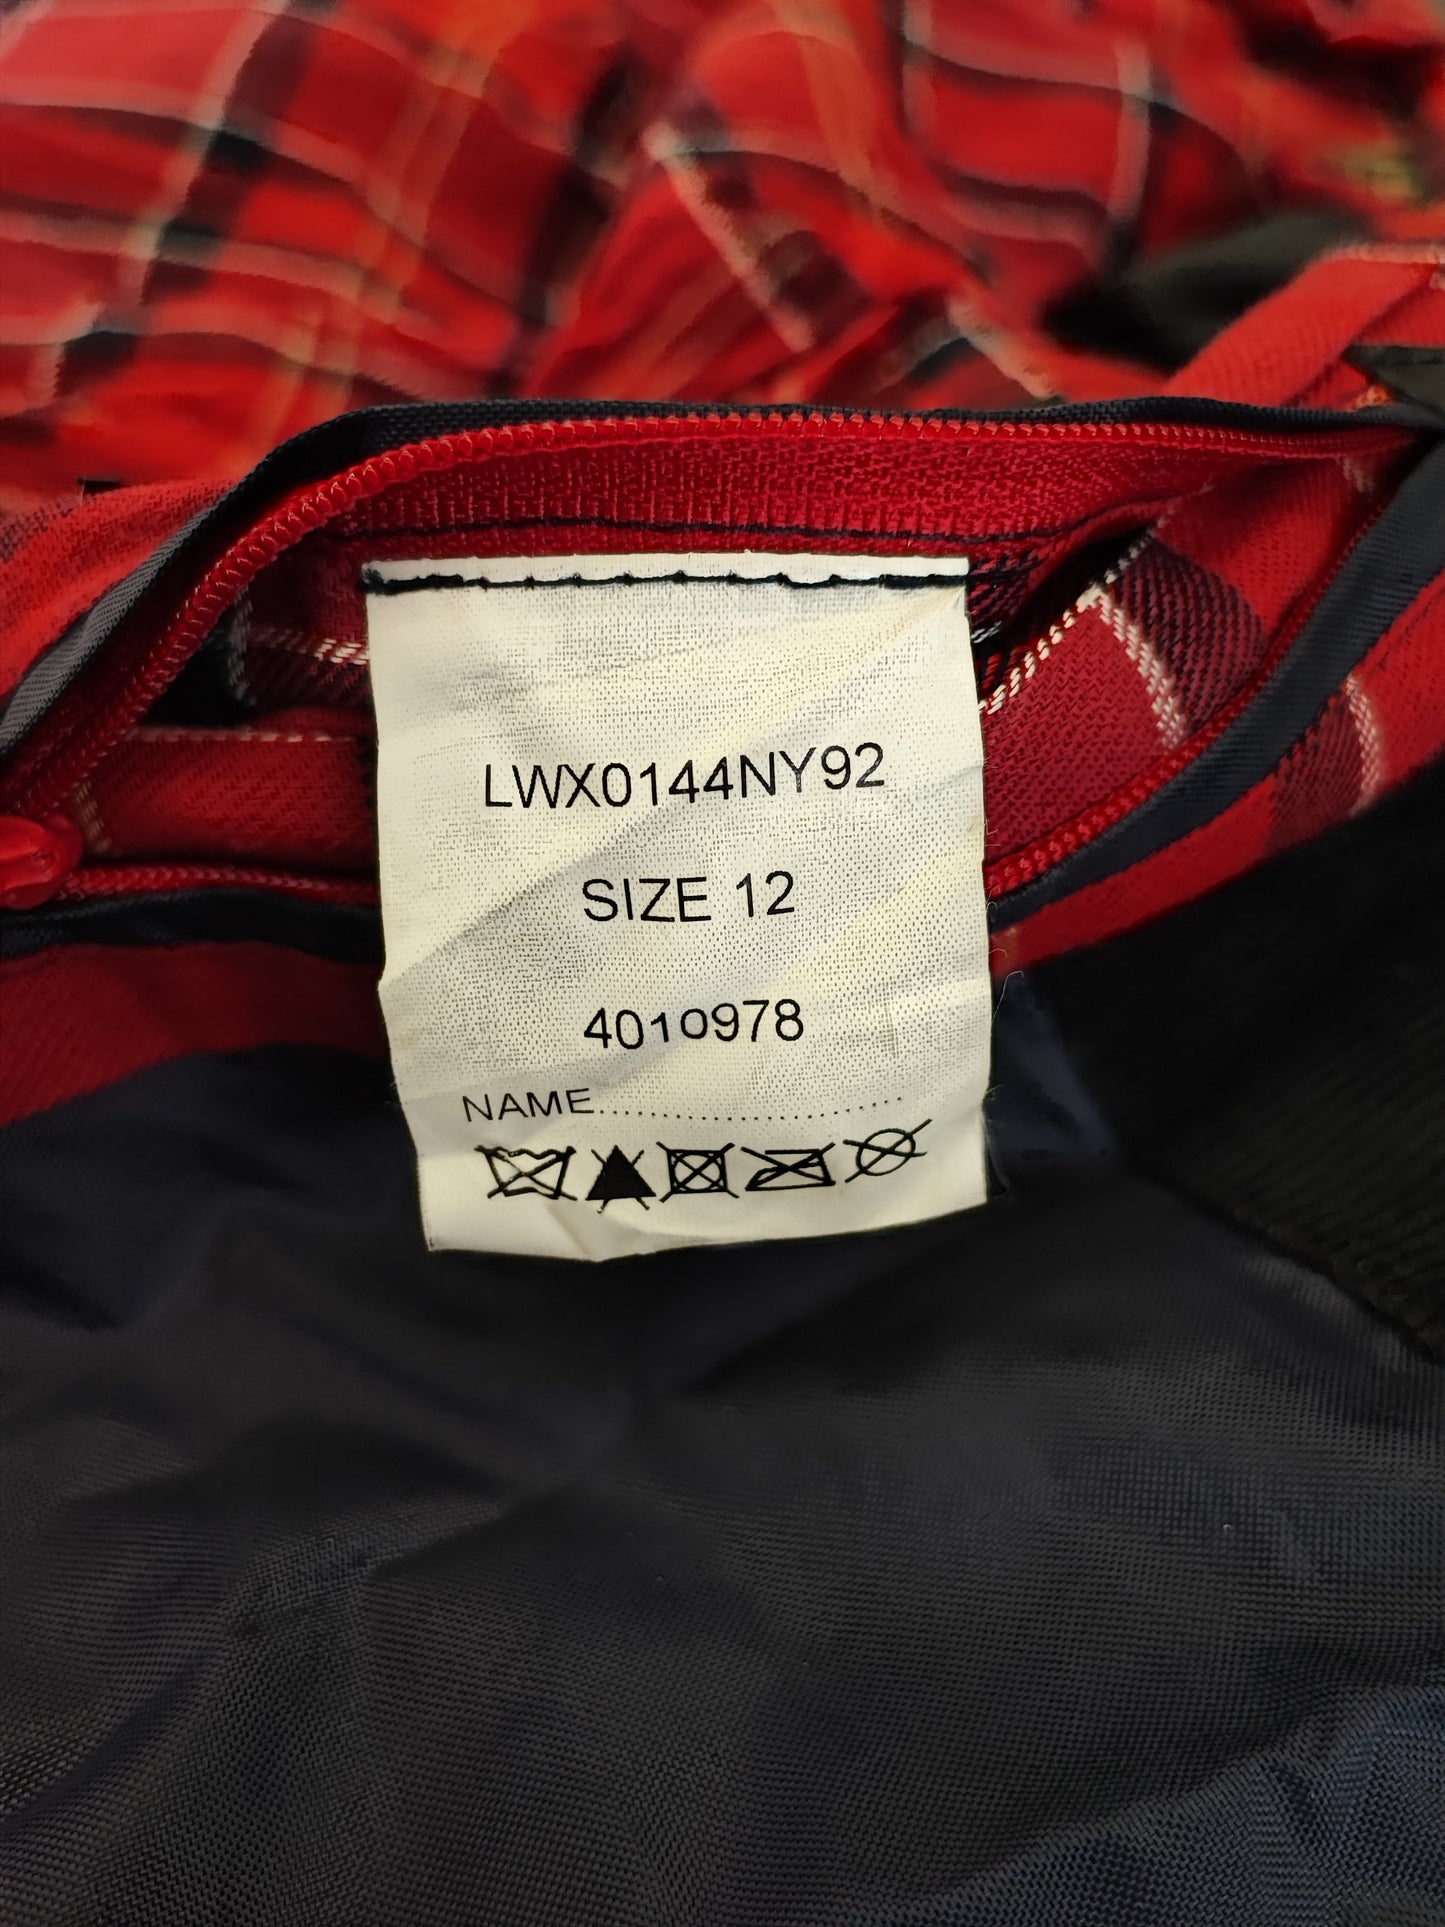 LWX0144NY92
SIZE 12
4010978
NAME........................